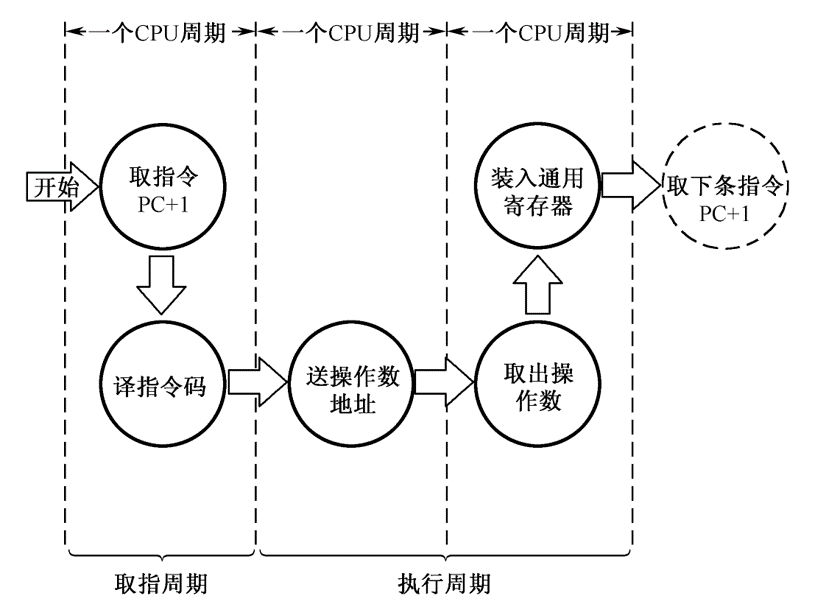 一个CPU周期
一个CPU周期
一个CPU周期
开始
取指令
PC+1
装入通用
寄存器
取下条指令
PC+1
译指令码
送操作数
地址
取出操
作数
取指周期
执行周期